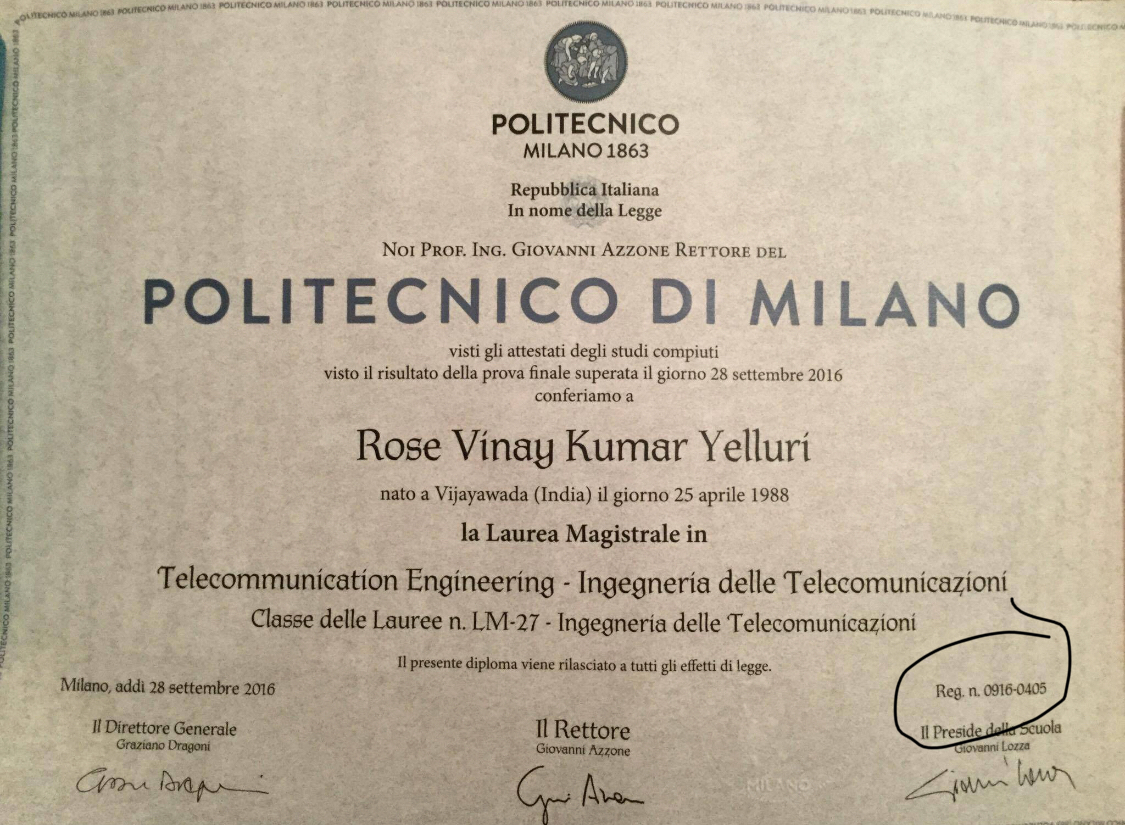 POLITECNICO MILANO 1863 POLITECNICO MILANO 1863 POLITECNICO MILANO 1863 POLITECNICO MILANO 1863 POLITECNICO MILANO 1863 POLITECNICO MILANO 1863
POLITECNICO
MILANO 1863
Repubblica Italiana
In nome della Legge
NOI PROF. ING. GIOVANNI AZZONE RETTORE DEL
POLITECNICO DI MILANO
visti gli attestati degli studi compiuti
visto il risultato della prova finale superata il giorno 28 settembre 2016
conferiamo a
Rose Vinay Kumar Yelluri
nato a Vijayawada (India) il giorno 25 aprile 1988
la Laurea Magistrale in
Telecommunication Engineering - Ingegneria delle Telecomunicazioni
Classe delle Lauree n. LM-27 - Ingegneria delle Telecomunicazioni
Il presente diploma viene rilasciato a tutti gli effetti di legge.
Milano, addì 28 settembre 2016
Reg. n. 0916-0405
Il Direttore Generale
Graziano Dragoni
Il Rettore
Giovanni Azzone
Il Preside della Scuola
Giovanni Lozza
MILANO